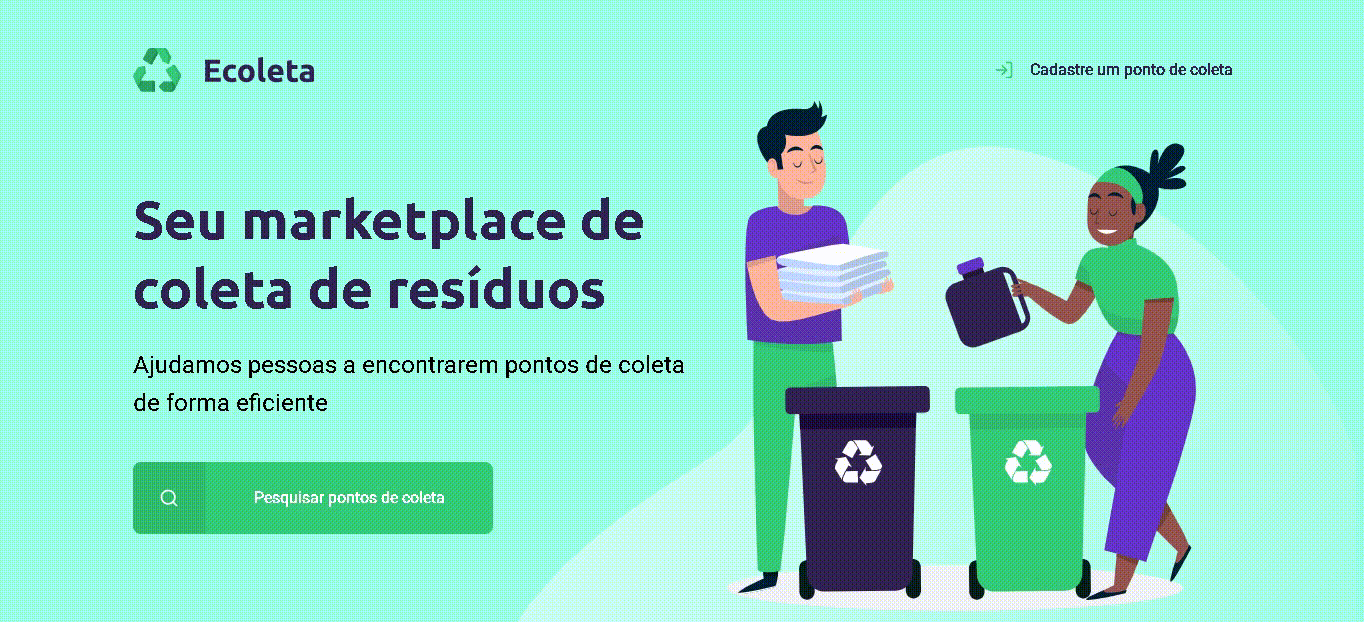 Ecoleta
Cadastre um ponto de coleta
Seu marketplace de
coleta de resíduos
Ajudamos pessoas a encontrarem pontos de coleta
de forma eficiente
Pesquisar pontos de coleta